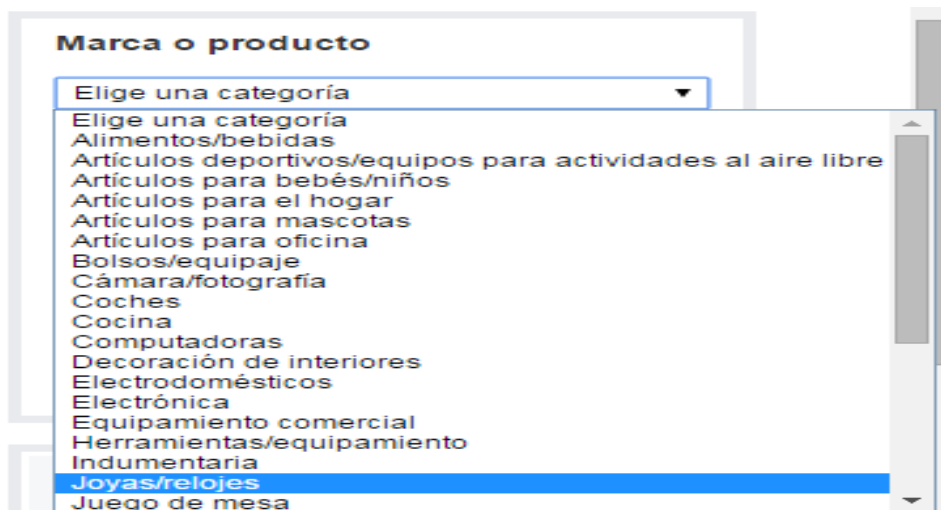 Marca o producto
Elige una categoría
Elige una categoría
Alimentos/bebidas
Artículos deportivos/equipos para actividades al aire libre
Artículos para bebés/niños
Artículos para el hogar
Artículos para mascotas
Artículos para oficina
Bolsos/equipaje
Cámara/fotografía
Coches
Cocina
Computadoras
Decoración de interiores
Electrodomésticos
Electrónica
Equipamiento comercial
Herramientas/equipamiento
Indumentaria
Joyas/relojes
Juego de mesa